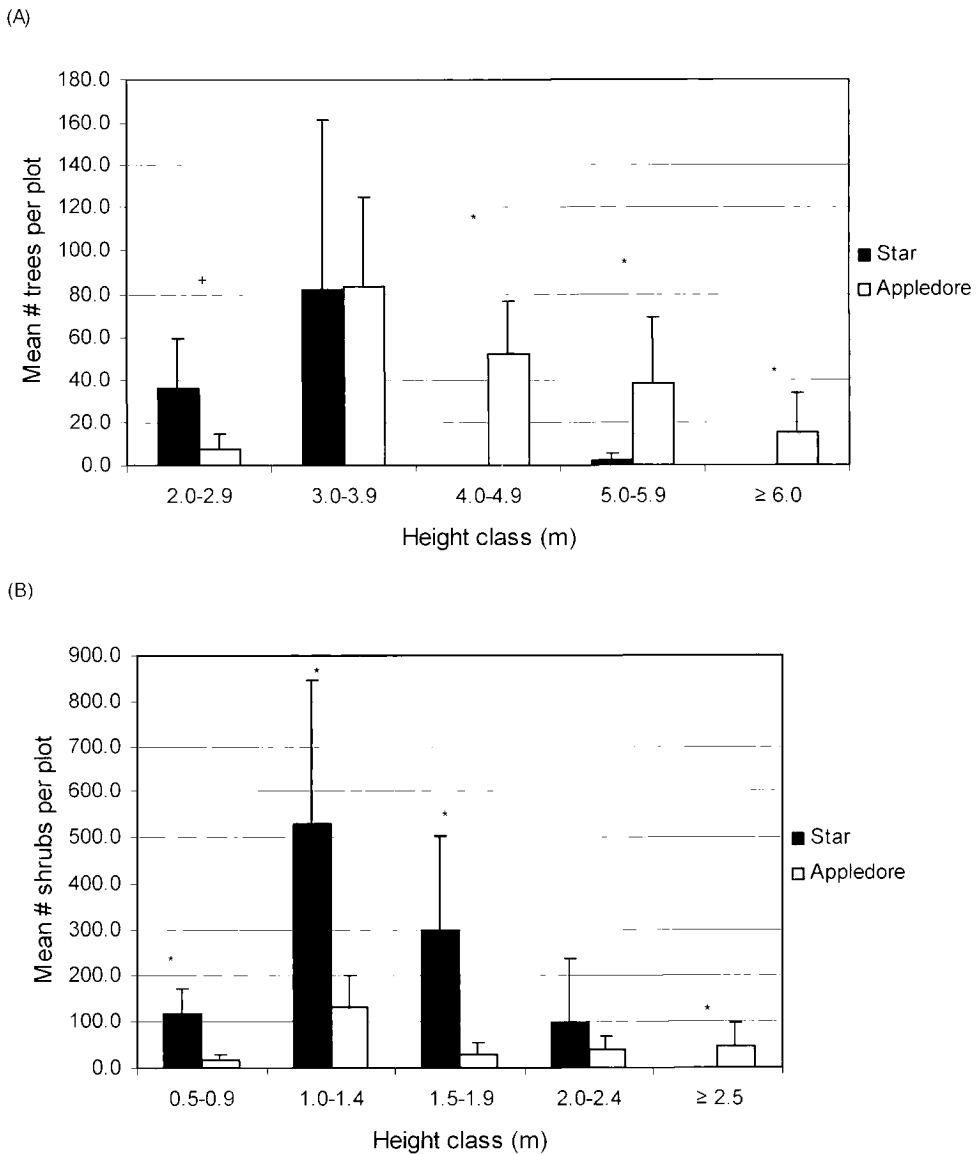 (A)
Mean # trees per plot
180.0
160.0
140.0
120.0
100.0
80.0
60.0
40.0
20.0
0.0
+
*
*
*
2.0-2.9 3.0-3.9 4.0-4.9 5.0-5.9 ≥ 6.0
Height class (m)
Star
Appledore
(B)
Mean # shrubs per plot
900.0
800.0
700.0
600.0
500.0
400.0
300.0
200.0
100.0
0.0
*
*
*
*
0.5-0.9 1.0-1.4 1.5-1.9 2.0-2.4 ≥ 2.5
Height class (m)
Star
Appledore